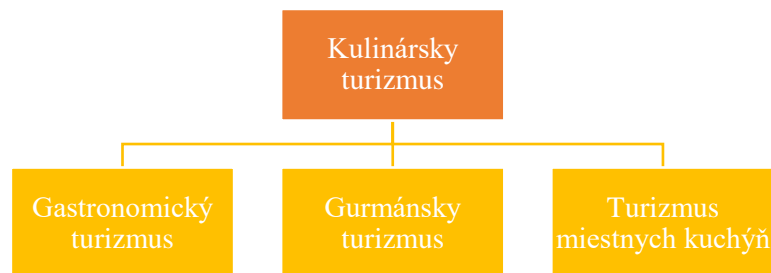 Kulinársky
turizmus
Gastronomický
turizmus
Gurmánsky
turizmus
Turizmus
miestnych kuchýň